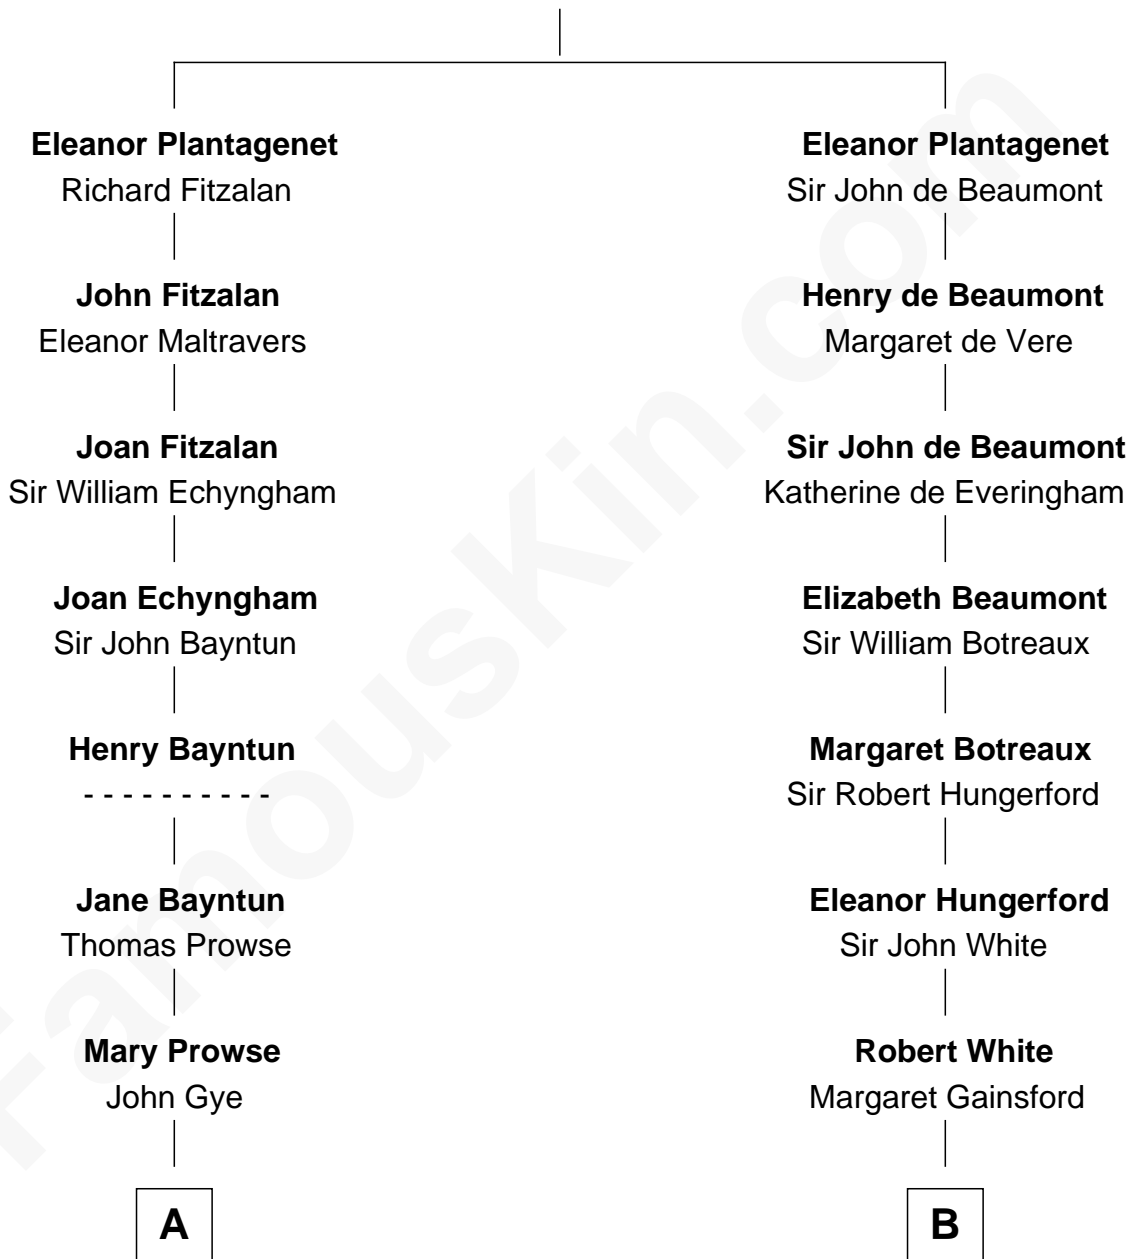 Eleanor Plantagenet
Richard Fitzalan
John Fitzalan
Eleanor Maltravers
Joan Fitzalan
Sir William Echyngham
Joan Echyngham
Sir John Bayntun
Henry Bayntun
- - - - - - - - - -
Jane Bayntun
Thomas Prowse
Mary Prowse
John Gye
A
Eleanor Plantagenet
Sir John de Beaumont
Henry de Beaumont
Margaret de Vere
Sir John de Beaumont
Katherine de Everingham
Elizabeth Beaumont
Sir William Botreaux
Margaret Botreaux
Sir Robert Hungerford
Eleanor Hungerford
Sir John White
Robert White
Margaret Gainsford
B
FamousKin.com